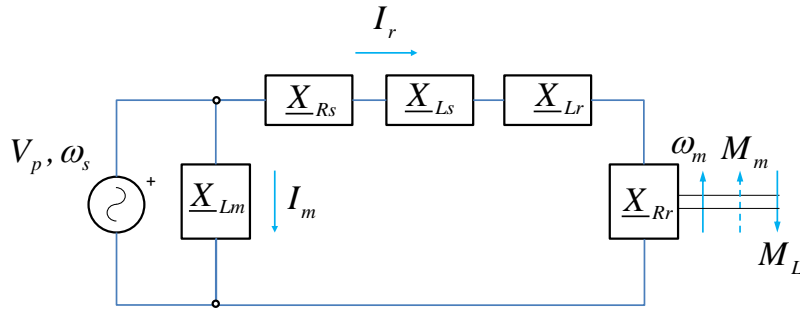 I_r
X_Rs
X_Ls
X_Lr
V_p, ω_s
+
X_Lm
I_m
ω_m
M_m
X_Rr
M_L